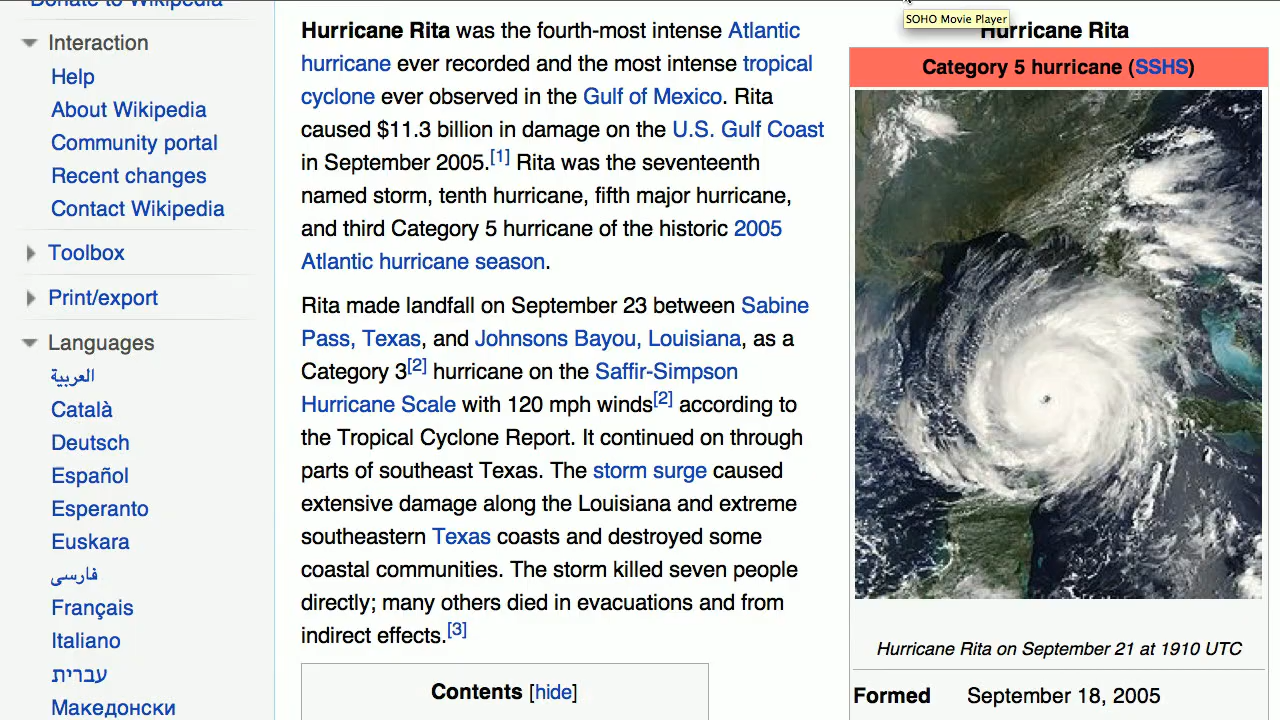 Donate to Wikipedia
Interaction
Help
About Wikipedia
Community portal
Recent changes
Contact Wikipedia
Toolbox
Print/export
Languages
العربية
Català
Deutsch
Español
Esperanto
Euskara
فارسی
Français
Italiano
עברית
Македонски
Hurricane Rita was the fourth-most intense Atlantic
hurricane ever recorded and the most intense tropical
cyclone ever observed in the Gulf of Mexico. Rita
caused $11.3 billion in damage on the U.S. Gulf Coast
in September 2005.[1] Rita was the seventeenth
named storm, tenth hurricane, fifth major hurricane,
and third Category 5 hurricane of the historic 2005
Atlantic hurricane season.
Rita made landfall on September 23 between Sabine
Pass, Texas, and Johnsons Bayou, Louisiana, as a
Category 3[2] hurricane on the Saffir-Simpson
Hurricane Scale with 120 mph winds[2] according to
the Tropical Cyclone Report. It continued on through
parts of southeast Texas. The storm surge caused
extensive damage along the Louisiana and extreme
southeastern Texas coasts and destroyed some
coastal communities. The storm killed seven people
directly; many others died in evacuations and from
indirect effects.[3]
Contents [hide]
SOHO Movie Player
Hurricane Rita
Category 5 hurricane (SSHS)
Hurricane Rita on September 21 at 1910 UTC
Formed September 18, 2005